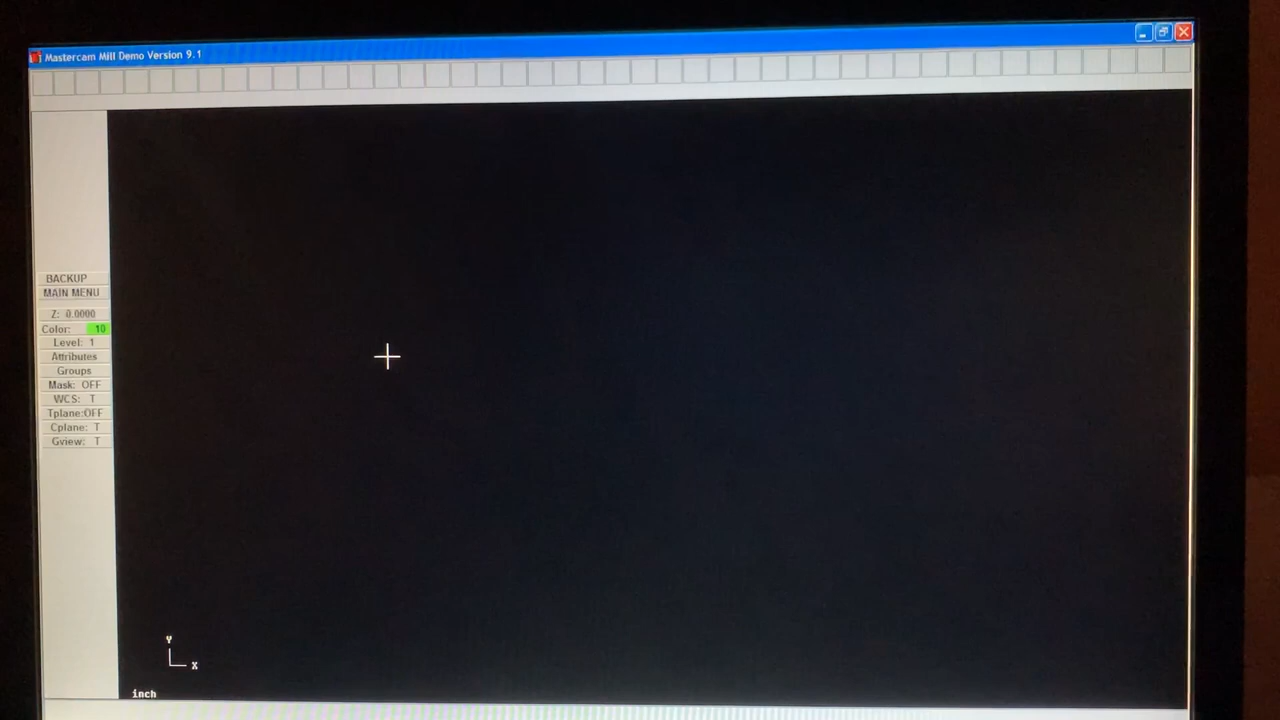 Mastercam Mill Demo Version 9.1
BACKUP
MAIN MENU
Z: 0.0000
Color: 10
Level: 1
Attributes
Groups
Mask: OFF
WCS: T
Tplane:OFF
Cplane: T
Gview: T
Y
X
inch